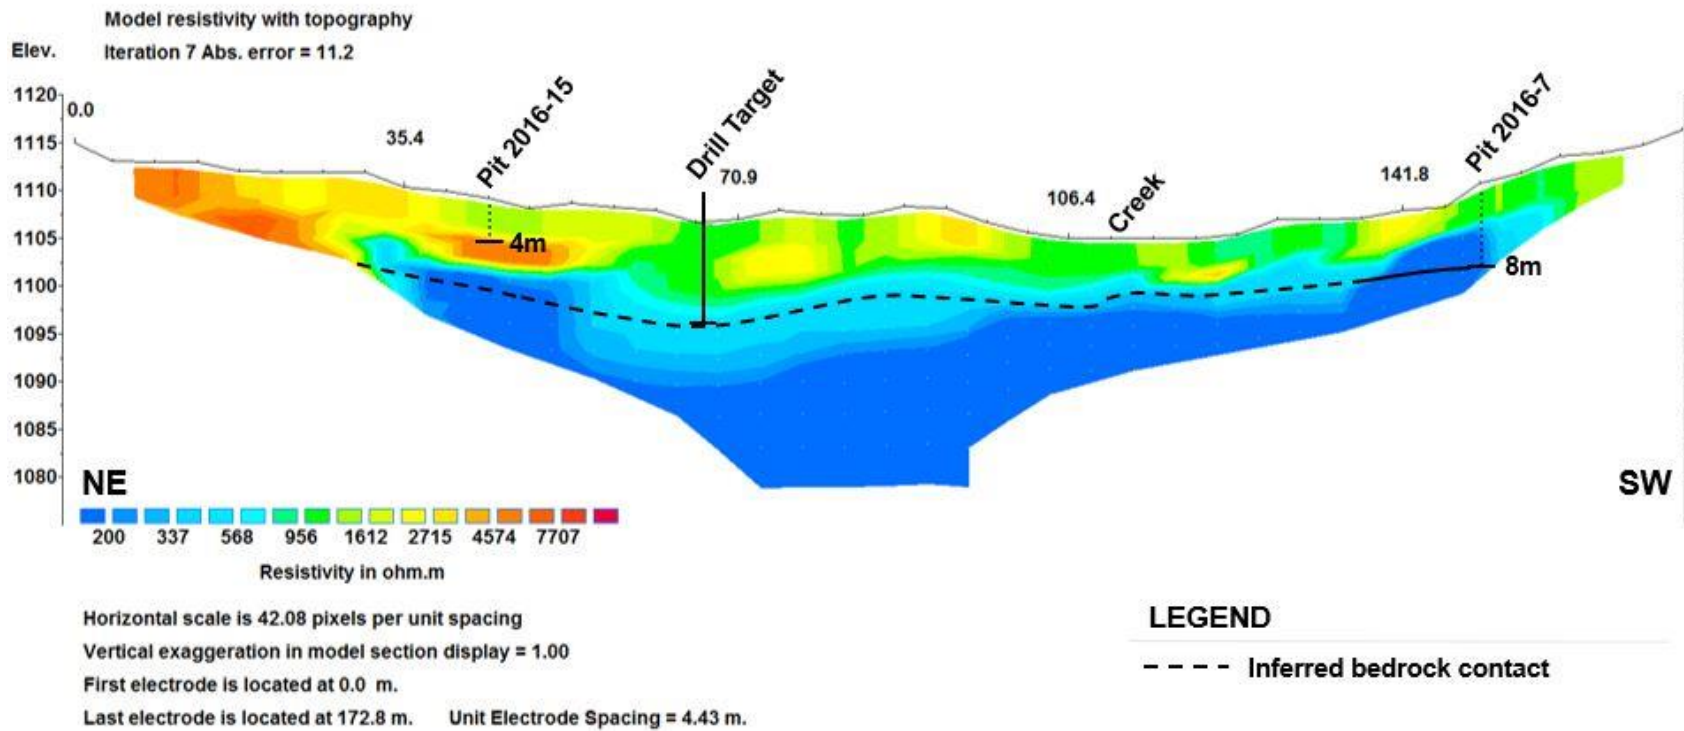 Model resistivity with topography
Elev.
Iteration 7 Abs. error = 11.2
1120
0.0
1115
35.4
Pit 2016-15
Drill Target
70.9
106.4
Creek
141.8
Pit 2016-7
1110
1105
4m
1100
8m
1095
1090
1085
1080
NE
SW
200 337 568 956 1612 2715 4574 7707
Resistivity in ohm.m
Horizontal scale is 42.08 pixels per unit spacing
Vertical exaggeration in model section display = 1.00
First electrode is located at 0.0 m.
Last electrode is located at 172.8 m. Unit Electrode Spacing = 4.43 m.
LEGEND
Inferred bedrock contact